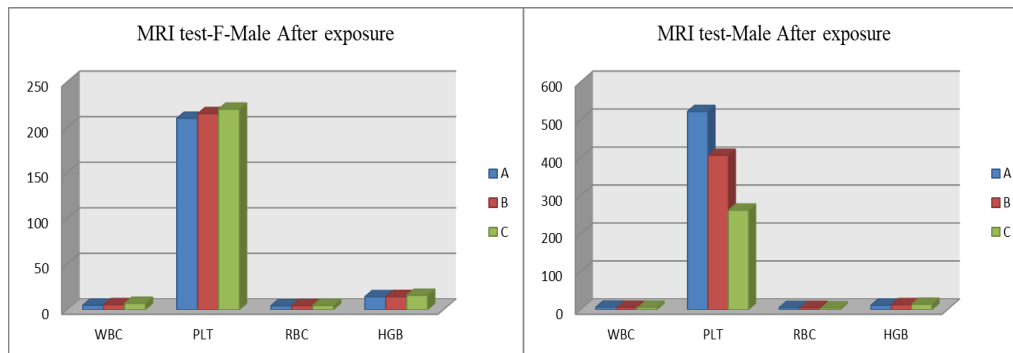 MRI test-F-Male After exposure
250
200
150
100
50
0
WBC PLT RBC HGB
A
B
C
MRI test-Male After exposure
600
500
400
300
200
100
0
WBC PLT RBC HGB
A
B
C